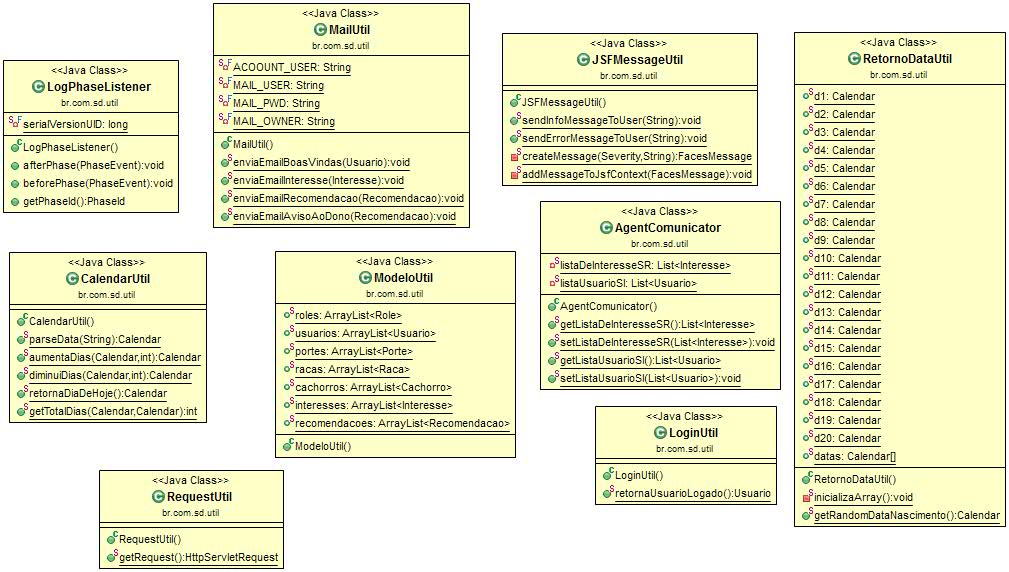 <<Java Class>>
LogPhaseListener
br.com.sd.util
serialVersionUID: long
LogPhaseListener()
afterPhase(PhaseEvent):void
beforePhase(PhaseEvent):void
getPhaseId():PhaseId
<<Java Class>>
MailUtil
br.com.sd.util
ACOOUNT_USER: String
MAIL_USER: String
MAIL_PWD: String
MAIL_OWNER: String
MailUtil()
enviaEmailBoasVindas(Usuario):void
enviaEmailInteresse(Interesse):void
enviaEmailRecomendacao(Recomendacao):void
enviaEmailAvisoAoDono(Recomendacao):void
<<Java Class>>
JSFMessageUtil
br.com.sd.util
JSFMessageUtil()
sendInfoMessageToUser(String):void
sendErrorMessageToUser(String):void
createMessage(Severity,String):FacesMessage
addMessageToJsfContext(FacesMessage):void
<<Java Class>>
RetornoDataUtil
br.com.sd.util
d1: Calendar
d2: Calendar
d3: Calendar
d4: Calendar
d5: Calendar
d6: Calendar
d7: Calendar
d8: Calendar
d9: Calendar
d10: Calendar
d11: Calendar
d12: Calendar
d13: Calendar
d14: Calendar
d15: Calendar
d16: Calendar
d17: Calendar
d18: Calendar
d19: Calendar
d20: Calendar
datas: Calendar[]
RetornoDataUtil()
inicializaArray():void
getRandomDataNascimento():Calendar
<<Java Class>>
CalendarUtil
br.com.sd.util
CalendarUtil()
parseData(String):Calendar
aumentaDias(Calendar,int):Calendar
diminuiDias(Calendar,int):Calendar
retornaDiaDeHoje():Calendar
getTotalDias(Calendar,Calendar):int
<<Java Class>>
ModeloUtil
br.com.sd.util
roles: ArrayList<Role>
usuarios: ArrayList<Usuario>
portes: ArrayList<Porte>
racas: ArrayList<Raca>
cachorros: ArrayList<Cachorro>
interesses: ArrayList<Interesse>
recomendacoes: ArrayList<Recomendacao>
ModeloUtil()
<<Java Class>>
AgentComunicator
br.com.sd.util
listaDeInteresseSR: List<Interesse>
listaUsuarioSI: List<Usuario>
AgentComunicator()
getListaDeInteresseSR():List<Interesse>
setListaDeInteresseSR(List<Interesse>):void
getListaUsuarioSI():List<Usuario>
setListaUsuarioSI(List<Usuario>):void
<<Java Class>>
LoginUtil
br.com.sd.util
LoginUtil()
retornaUsuarioLogado():Usuario
<<Java Class>>
RequestUtil
br.com.sd.util
RequestUtil()
getRequest():HttpServletRequest